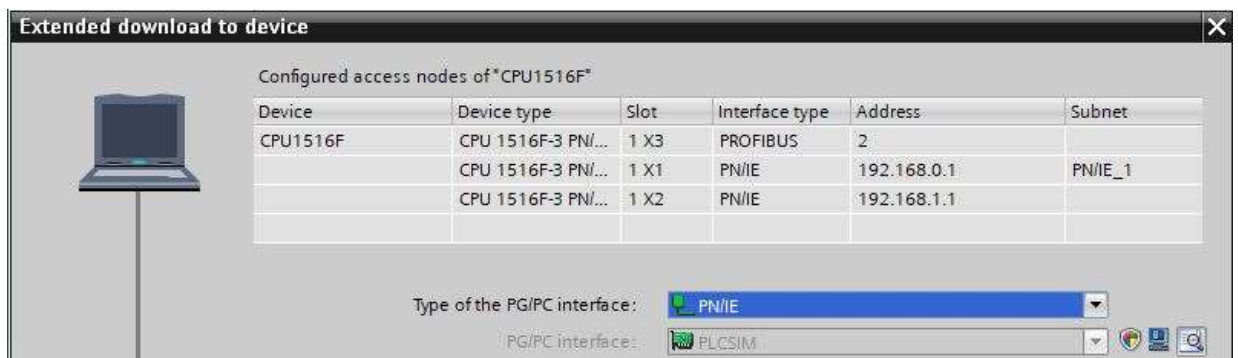 Extended download to device
Configured access nodes of "CPU1516F"
Device Device type Slot Interface type Address Subnet
CPU1516F CPU 1516F-3 PN/... 1 X3 PROFIBUS 2
CPU 1516F-3 PN/... 1 X1 PN/IE 192.168.0.1 PN/IE_1
CPU 1516F-3 PN/... 1 X2 PN/IE 192.168.1.1
Type of the PG/PC interface: PN/IE
PG/PC interface: PLCSIM